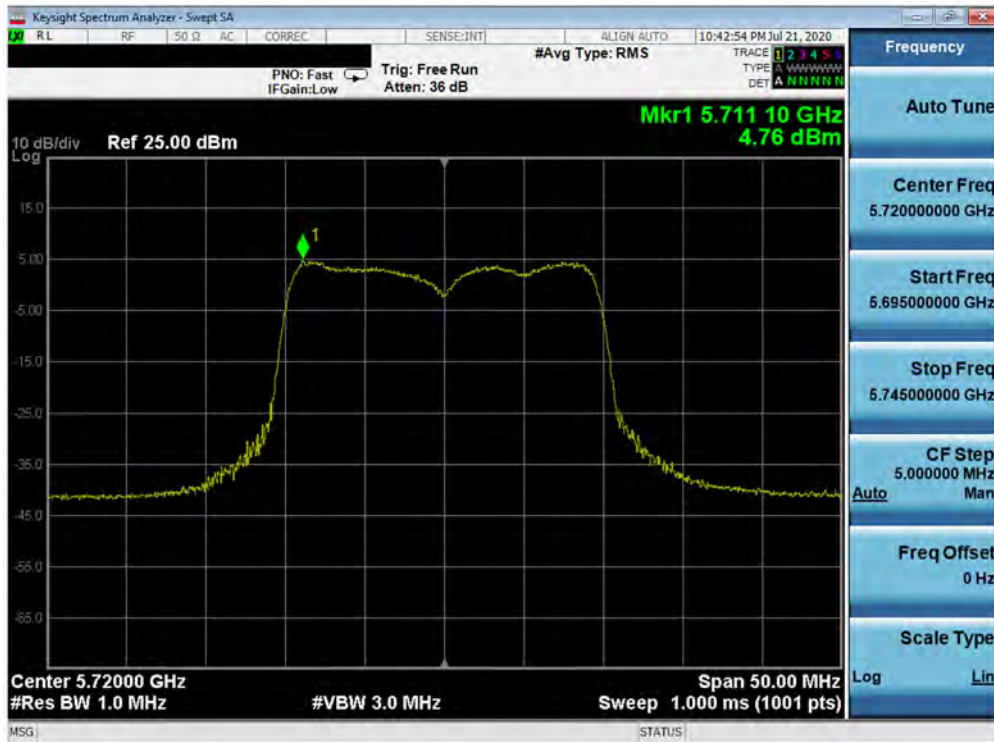 Keysight Spectrum Analyzer - Swept SA
LXI RL RF 50 Ω AC CORREC SENSE:INT ALIGN AUTO 10:42:54 PM Jul 21, 2020
#Avg Type: RMS TRACE 1 2 3 4 5 6
PNO: Fast Trig: Free Run TYPE A WWWWW
IFGain:Low Atten: 36 dB DET A N N N N N
Mkr1 5.711 10 GHz
4.76 dBm
10 dB/div Ref 25.00 dBm
Log
15.0
1
5.00
-5.00
-15.0
-25.0
-35.0
-45.0
-55.0
-65.0
Center 5.72000 GHz Span 50.00 MHz
#Res BW 1.0 MHz #VBW 3.0 MHz Sweep 1.000 ms (1001 pts)
MSG STATUS
Frequency
Auto Tune
Center Freq
5.720000000 GHz
Start Freq
5.695000000 GHz
Stop Freq
5.745000000 GHz
CF Step
5.000000 MHz
Auto Man
Freq Offset
0 Hz
Scale Type
Log Lin